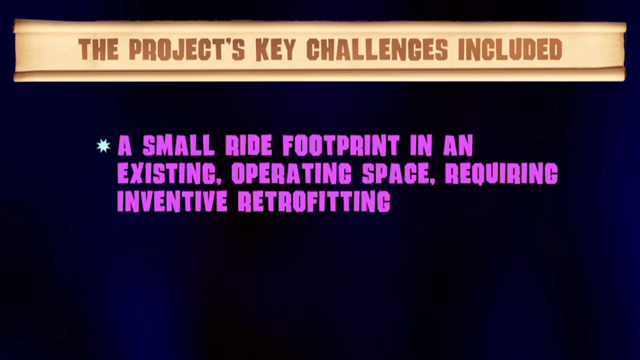 THE PROJECT'S KEY CHALLENGES INCLUDED
A SMALL RIDE FOOTPRINT IN AN
EXISTING, OPERATING SPACE, REQUIRING
INVENTIVE RETROFITTING